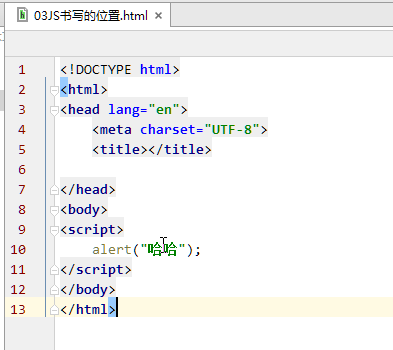 03JS书写的位置.html
1 <!DOCTYPE html>
2 <html>
3 <head lang="en">
4 <meta charset="UTF-8">
5 <title></title>
6
7 </head>
8 <body>
9 <script>
10 alert("哈哈");
11 </script>
12 </body>
13 </html>